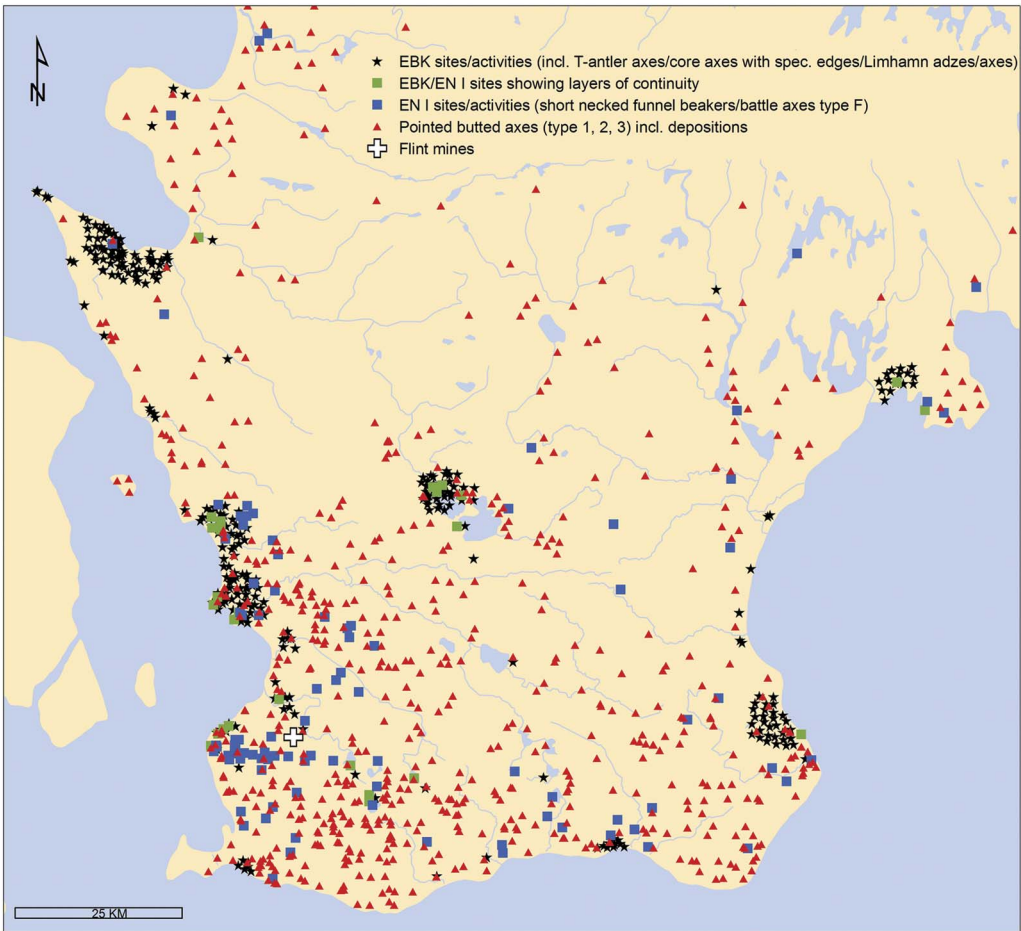 N
EBK sites/activities (incl. T-antler axes/core axes with spec. edges/Limhamn adzes/axes)
EBK/EN I sites showing layers of continuity
EN I sites/activities (short necked funnel beakers/battle axes type F)
Pointed butted axes (type 1, 2, 3) incl. depositions
Flint mines
25 KM